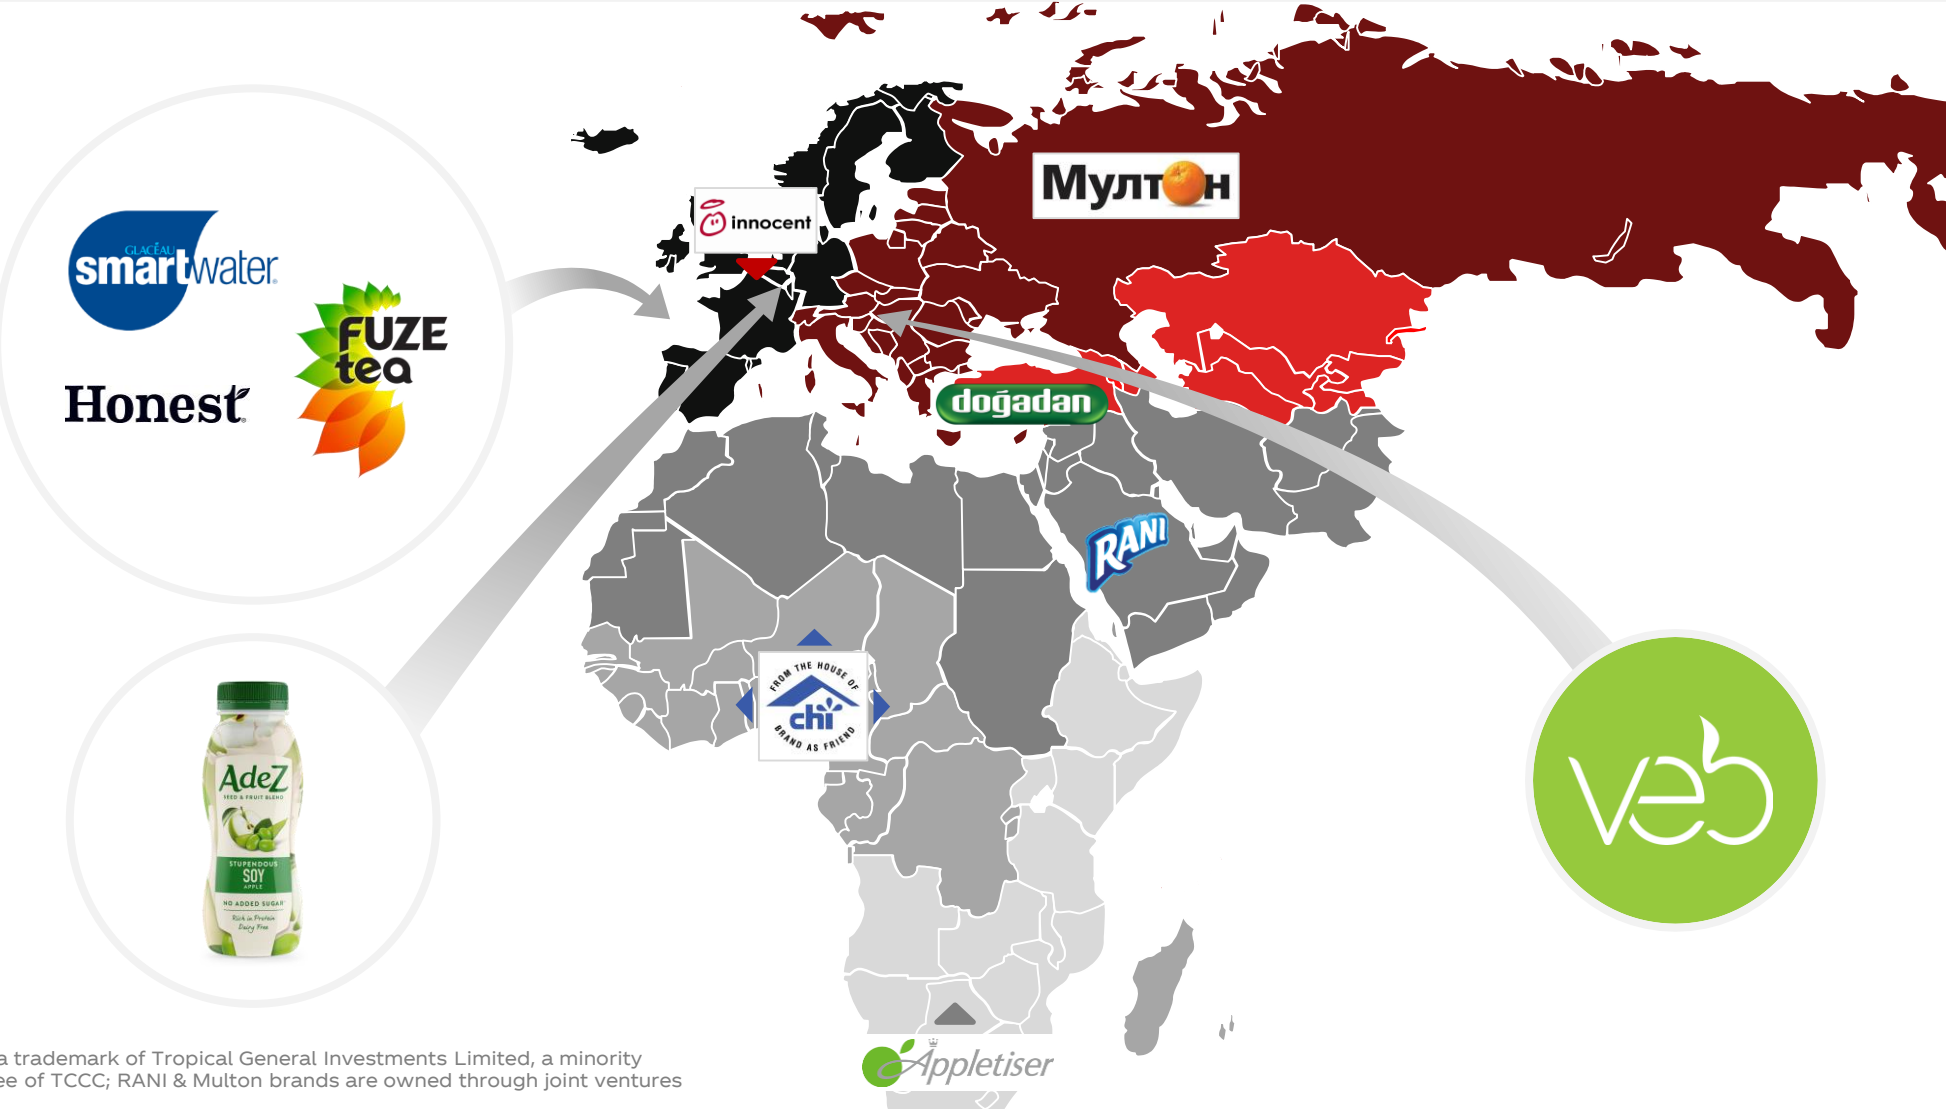 GLACÉAU
smartwater
FUZE
tea
Honest
innocent
Мултон
doğadan
RANI
FROM THE HOUSE OF
chi
BRAND AS FRIEND
AdeZ
SEED & FRUIT BLEND
STUPENDOUS
SOY
APPLE
NO ADDED SUGAR
Rich in Protein
Dairy Free
veb
Appletiser
a trademark of Tropical General Investments Limited, a minority
ee of TCCC; RANI & Multon brands are owned through joint ventures